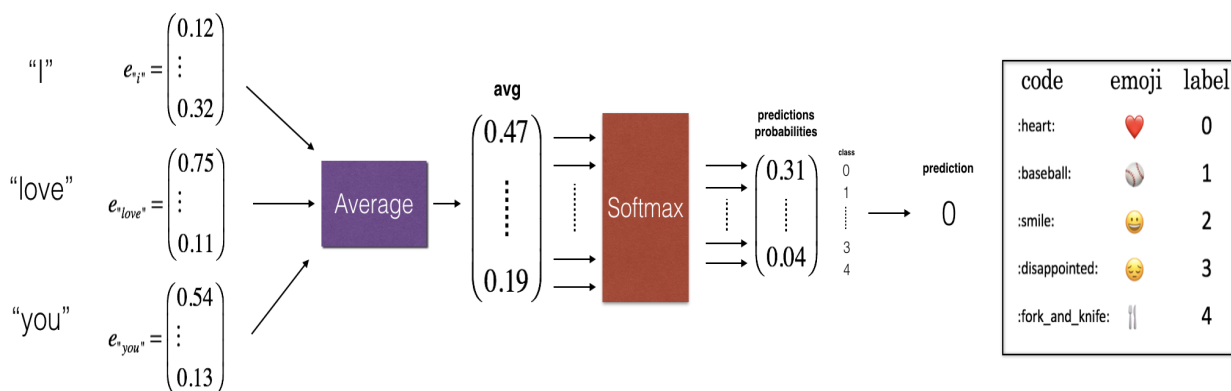 “I”
e"i" =
0.12
⋮
0.32
“love”
e"love" =
0.75
⋮
0.11
“you”
e"you" =
0.54
⋮
0.13
Average
avg
0.47
0.19
Softmax
predictions
probabilities
0.31
0.04
class
0
1
3
4
prediction
0
code emoji label
:heart: ❤️ 0
:baseball: ⚾ 1
:smile: 😀 2
:disappointed: 😔 3
:fork_and_knife: 🍴 4